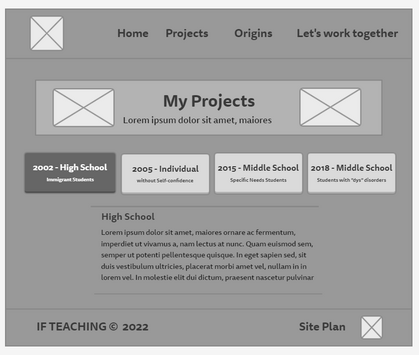 Home Projects Origins Let's work together
My Projects
Lorem ipsum dolor sit amet, maiores
2002 - High School
Immigrant Students
2005 - Individual
without Self-confidence
2015 - Middle School
Specific Needs Students
2018 - Middle School
Students with "dys" disorders
High School
Lorem ipsum dolor sit amet, maiores ornare ac fermentum,
imperdiet ut vivamus a, nam lectus at nunc. Quam euismod sem,
semper ut potenti pellentesque quisque. In eget sapien sed, sit
duis vestibulum ultricies, placerat morbi amet vel, nullam in in
lorem. In molestie elit dui dictum, praesent nascetur pulvinar
IF TEACHING © 2022 Site Plan